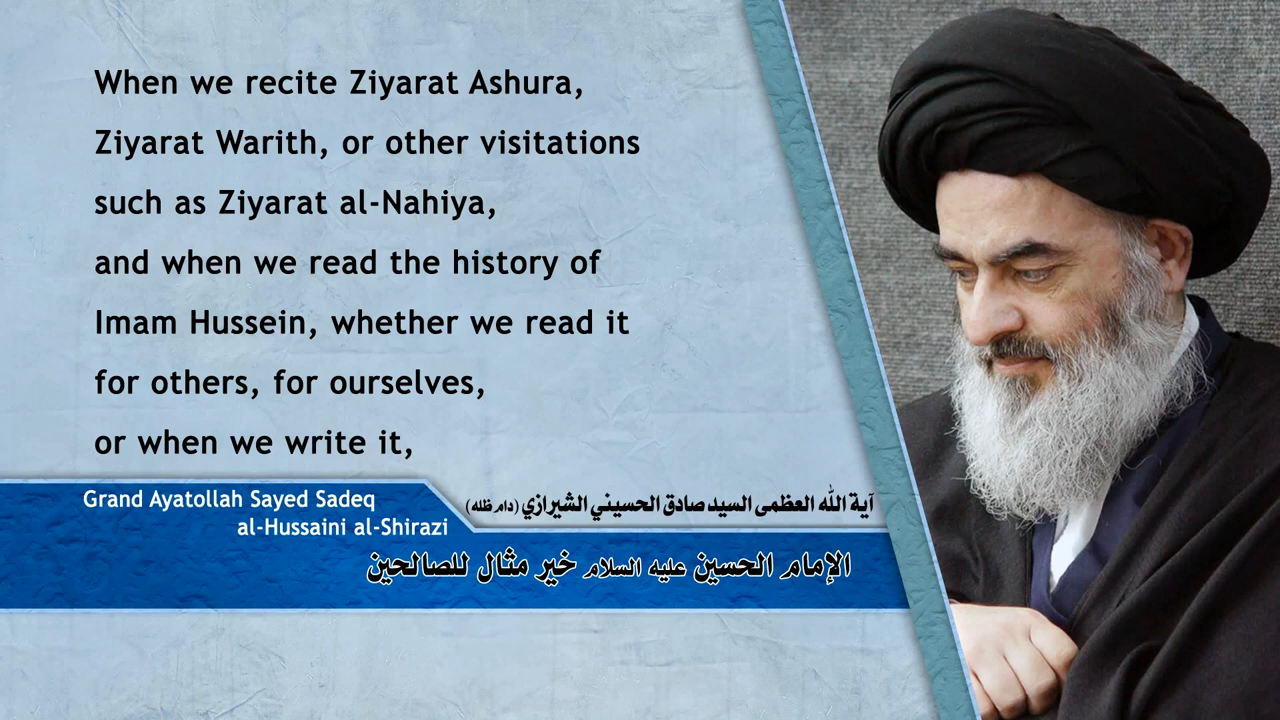 When we recite Ziyarat Ashura,
Ziyarat Warith, or other visitations
such as Ziyarat al-Nahiya,
and when we read the history of
Imam Hussein, whether we read it
for others, for ourselves,
or when we write it,
Grand Ayatollah Sayed Sadeq
al-Hussaini al-Shirazi
آية الله العظمى السيد صادق الحسيني الشيرازي (دام ظله)
الإمام الحسين عليه السلام خير مثال للصالحين